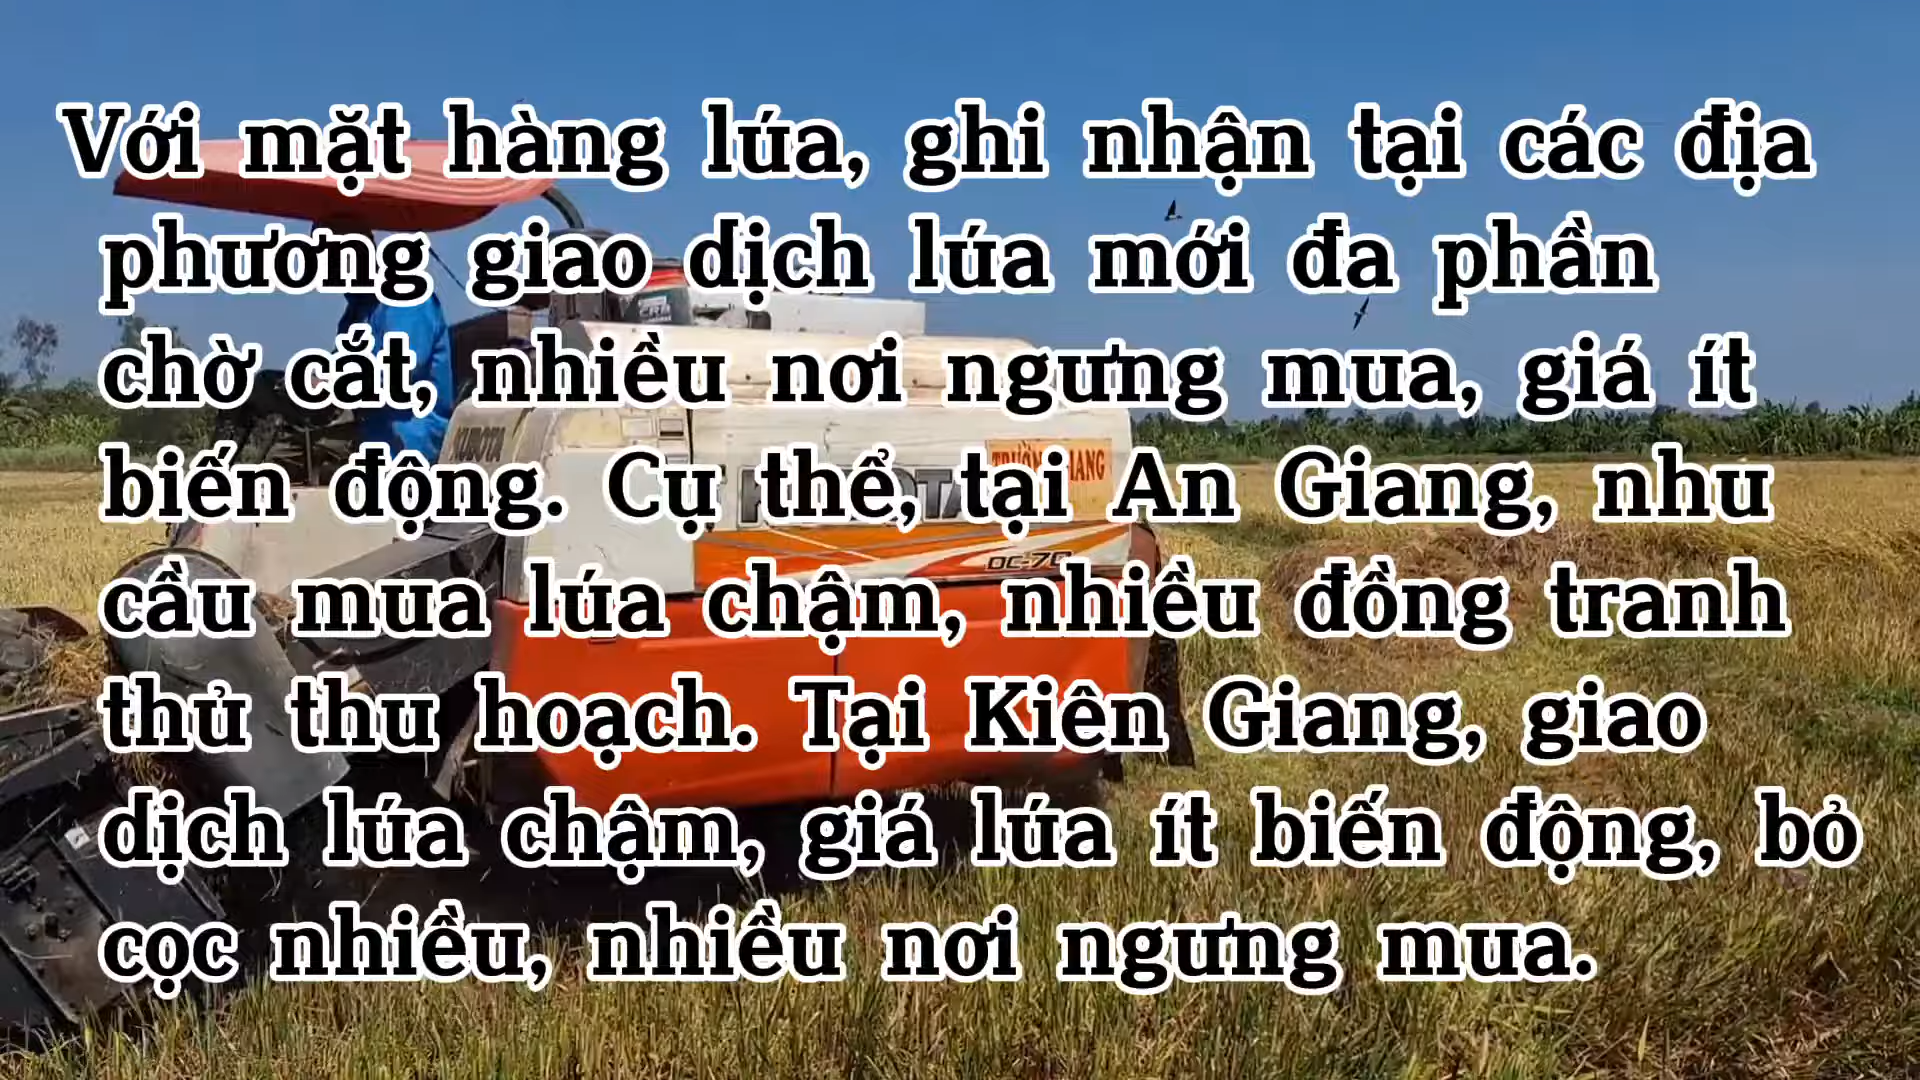 Với mặt hàng lúa, ghi nhận tại các địa
phương giao dịch lúa mới đa phần
chờ cắt, nhiều nơi ngưng mua, giá ít
biến động. Cụ thể, tại An Giang, nhu
cầu mua lúa chậm, nhiều đồng tranh
thủ thu hoạch. Tại Kiên Giang, giao
dịch lúa chậm, giá lúa ít biến động, bỏ
cọc nhiều, nhiều nơi ngưng mua.
KUBOTA
DC-70